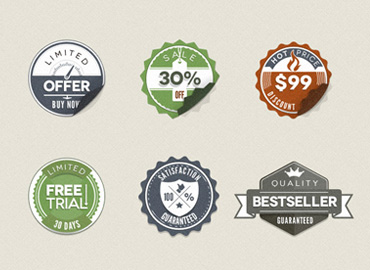 LIMITED
OFFER
BUY NOW
SALE
30%
OFF
HOT PRICE
$99
DISCOUNT
LIMITED
FREE
TRIAL!
30 DAYS
SATISFACTION
100 %
GUARANTEED
QUALITY
BESTSELLER
GUARANTEED